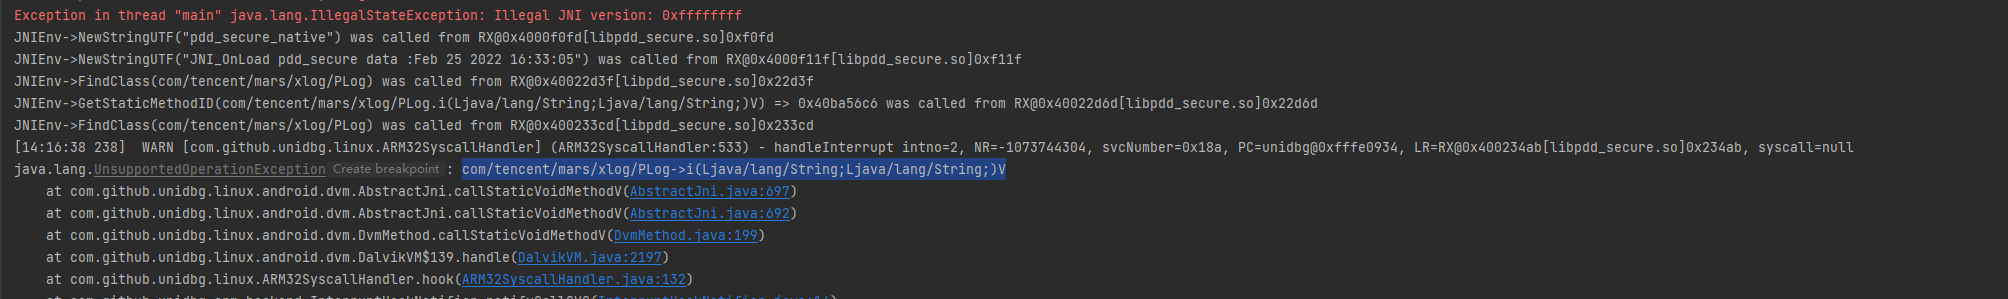 Exception in thread "main" java.lang.IllegalStateException: Illegal JNI version: 0xffffffff
JNIEnv->NewStringUTF("pdd_secure_native") was called from RX@0x4000f0fd[libpdd_secure.so]0xf0fd
JNIEnv->NewStringUTF("JNI_OnLoad pdd_secure data :Feb 25 2022 16:33:05") was called from RX@0x4000f11f[libpdd_secure.so]0xf11f
JNIEnv->FindClass(com/tencent/mars/xlog/PLog) was called from RX@0x40022d3f[libpdd_secure.so]0x22d3f
JNIEnv->GetStaticMethodID(com/tencent/mars/xlog/PLog.i(Ljava/lang/String;Ljava/lang/String;)V) => 0x40ba56c6 was called from RX@0x40022d6d[libpdd_secure.so]0x22d6d
JNIEnv->FindClass(com/tencent/mars/xlog/PLog) was called from RX@0x400233cd[libpdd_secure.so]0x233cd
[14:16:38 238]  WARN [com.github.unidbg.linux.ARM32SyscallHandler] (ARM32SyscallHandler:533) - handleInterrupt intno=2, NR=-1073744304, svcNumber=0x18a, PC=unidbg@0xfffe0934, LR=RX@0x400234ab[libpdd_secure.so]0x234ab, syscall=null
java.lang.UnsupportedOperationException Create breakpoint : com/tencent/mars/xlog/PLog->i(Ljava/lang/String;Ljava/lang/String;)V
at com.github.unidbg.linux.android.dvm.AbstractJni.callStaticVoidMethodV(AbstractJni.java:697)
at com.github.unidbg.linux.android.dvm.AbstractJni.callStaticVoidMethodV(AbstractJni.java:692)
at com.github.unidbg.linux.android.dvm.DvmMethod.callStaticVoidMethodV(DvmMethod.java:199)
at com.github.unidbg.linux.android.dvm.DalvikVM$139.handle(DalvikVM.java:2197)
at com.github.unidbg.linux.ARM32SyscallHandler.hook(ARM32SyscallHandler.java:132)